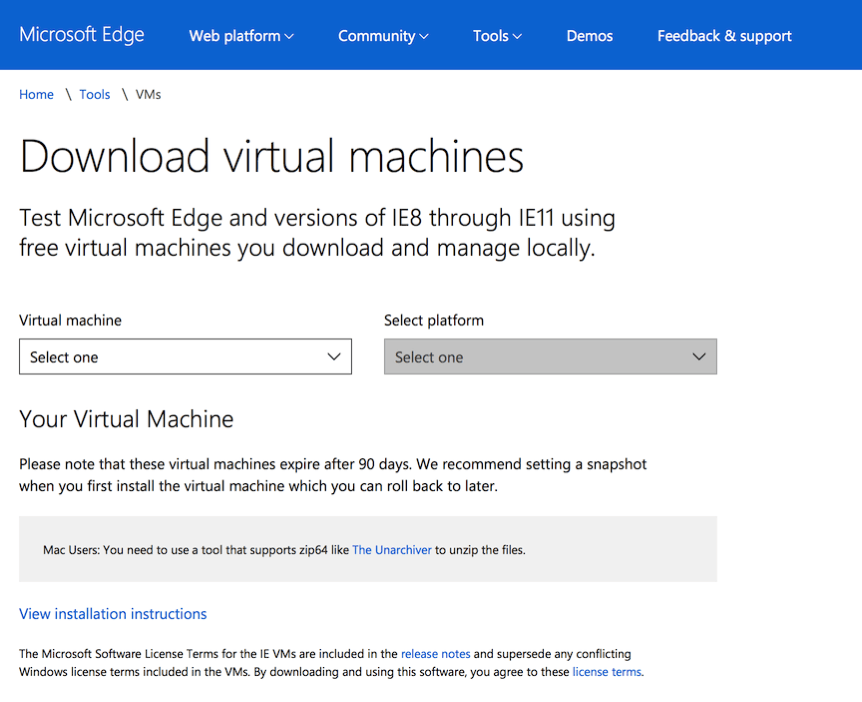 Microsoft Edge Web platform Community Tools Demos Feedback & support
Home \ Tools \ VMs
Download virtual machines
Test Microsoft Edge and versions of IE8 through IE11 using
free virtual machines you download and manage locally.
Virtual machine Select platform
Select one Select one
Your Virtual Machine
Please note that these virtual machines expire after 90 days. We recommend setting a snapshot
when you first install the virtual machine which you can roll back to later.
Mac Users: You need to use a tool that supports zip64 like The Unarchiver to unzip the files.
View installation instructions
The Microsoft Software License Terms for the IE VMs are included in the release notes and supersede any conflicting
Windows license terms included in the VMs. By downloading and using this software, you agree to these license terms.